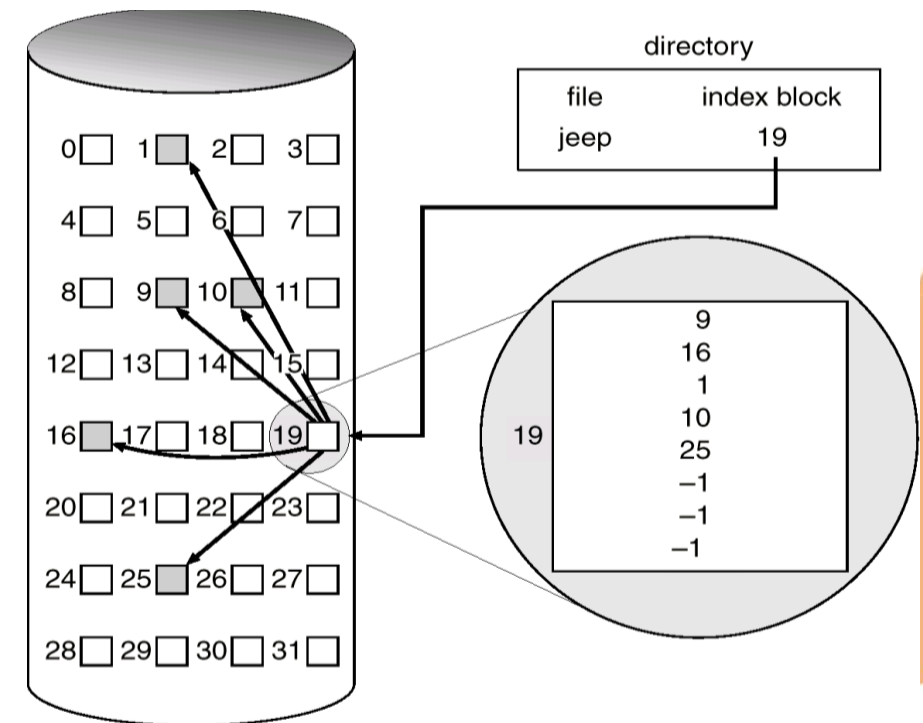 directory
file index block
jeep 19
0 1 2 3
4 5 6 7
8 9 10 11
12 13 14 15
16 17 18 19
20 21 22 23
24 25 26 27
28 29 30 31
19
9
16
1
10
25
–1
–1
–1